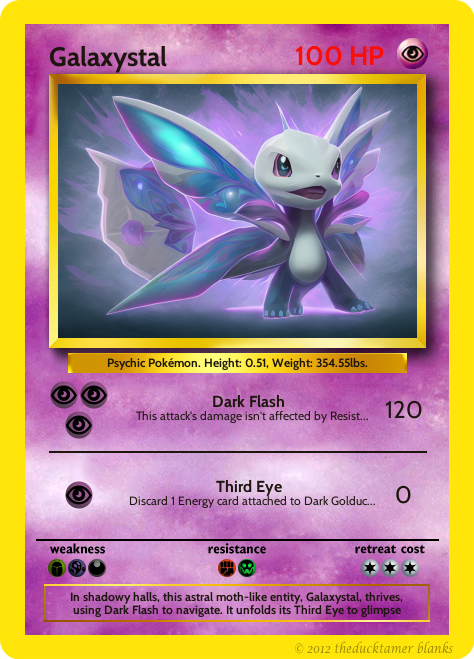 Galaxystal
100 HP
Psychic Pokémon. Height: 0.51, Weight: 354.55lbs.
Dark Flash
This attack's damage isn't affected by Resist...
120
Third Eye
Discard 1 Energy card attached to Dark Golduc...
0
weakness
resistance
retreat cost
In shadowy halls, this astral moth-like entity, Galaxystal, thrives,
using Dark Flash to navigate. It unfolds its Third Eye to glimpse
© 2012 theducktamer blanks